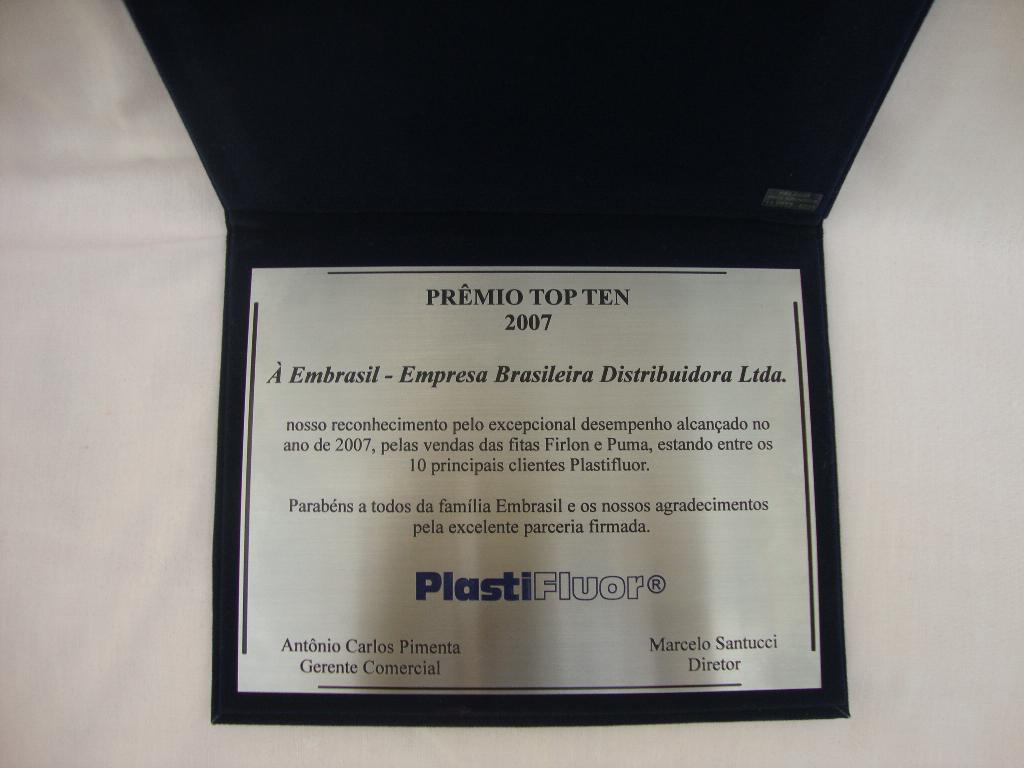 PRÊMIO TOP TEN
2007
À Embrasil - Empresa Brasileira Distribuidora Ltda.
nosso reconhecimento pelo excepcional desempenho alcançado no
ano de 2007, pelas vendas das fitas Firlon e Puma, estando entre os
10 principais clientes Plastifluor.
Parabéns a todos da família Embrasil e os nossos agradecimentos
pela excelente parceria firmada.
PlastiFluor®
Antônio Carlos Pimenta
Gerente Comercial
Marcelo Santucci
Diretor